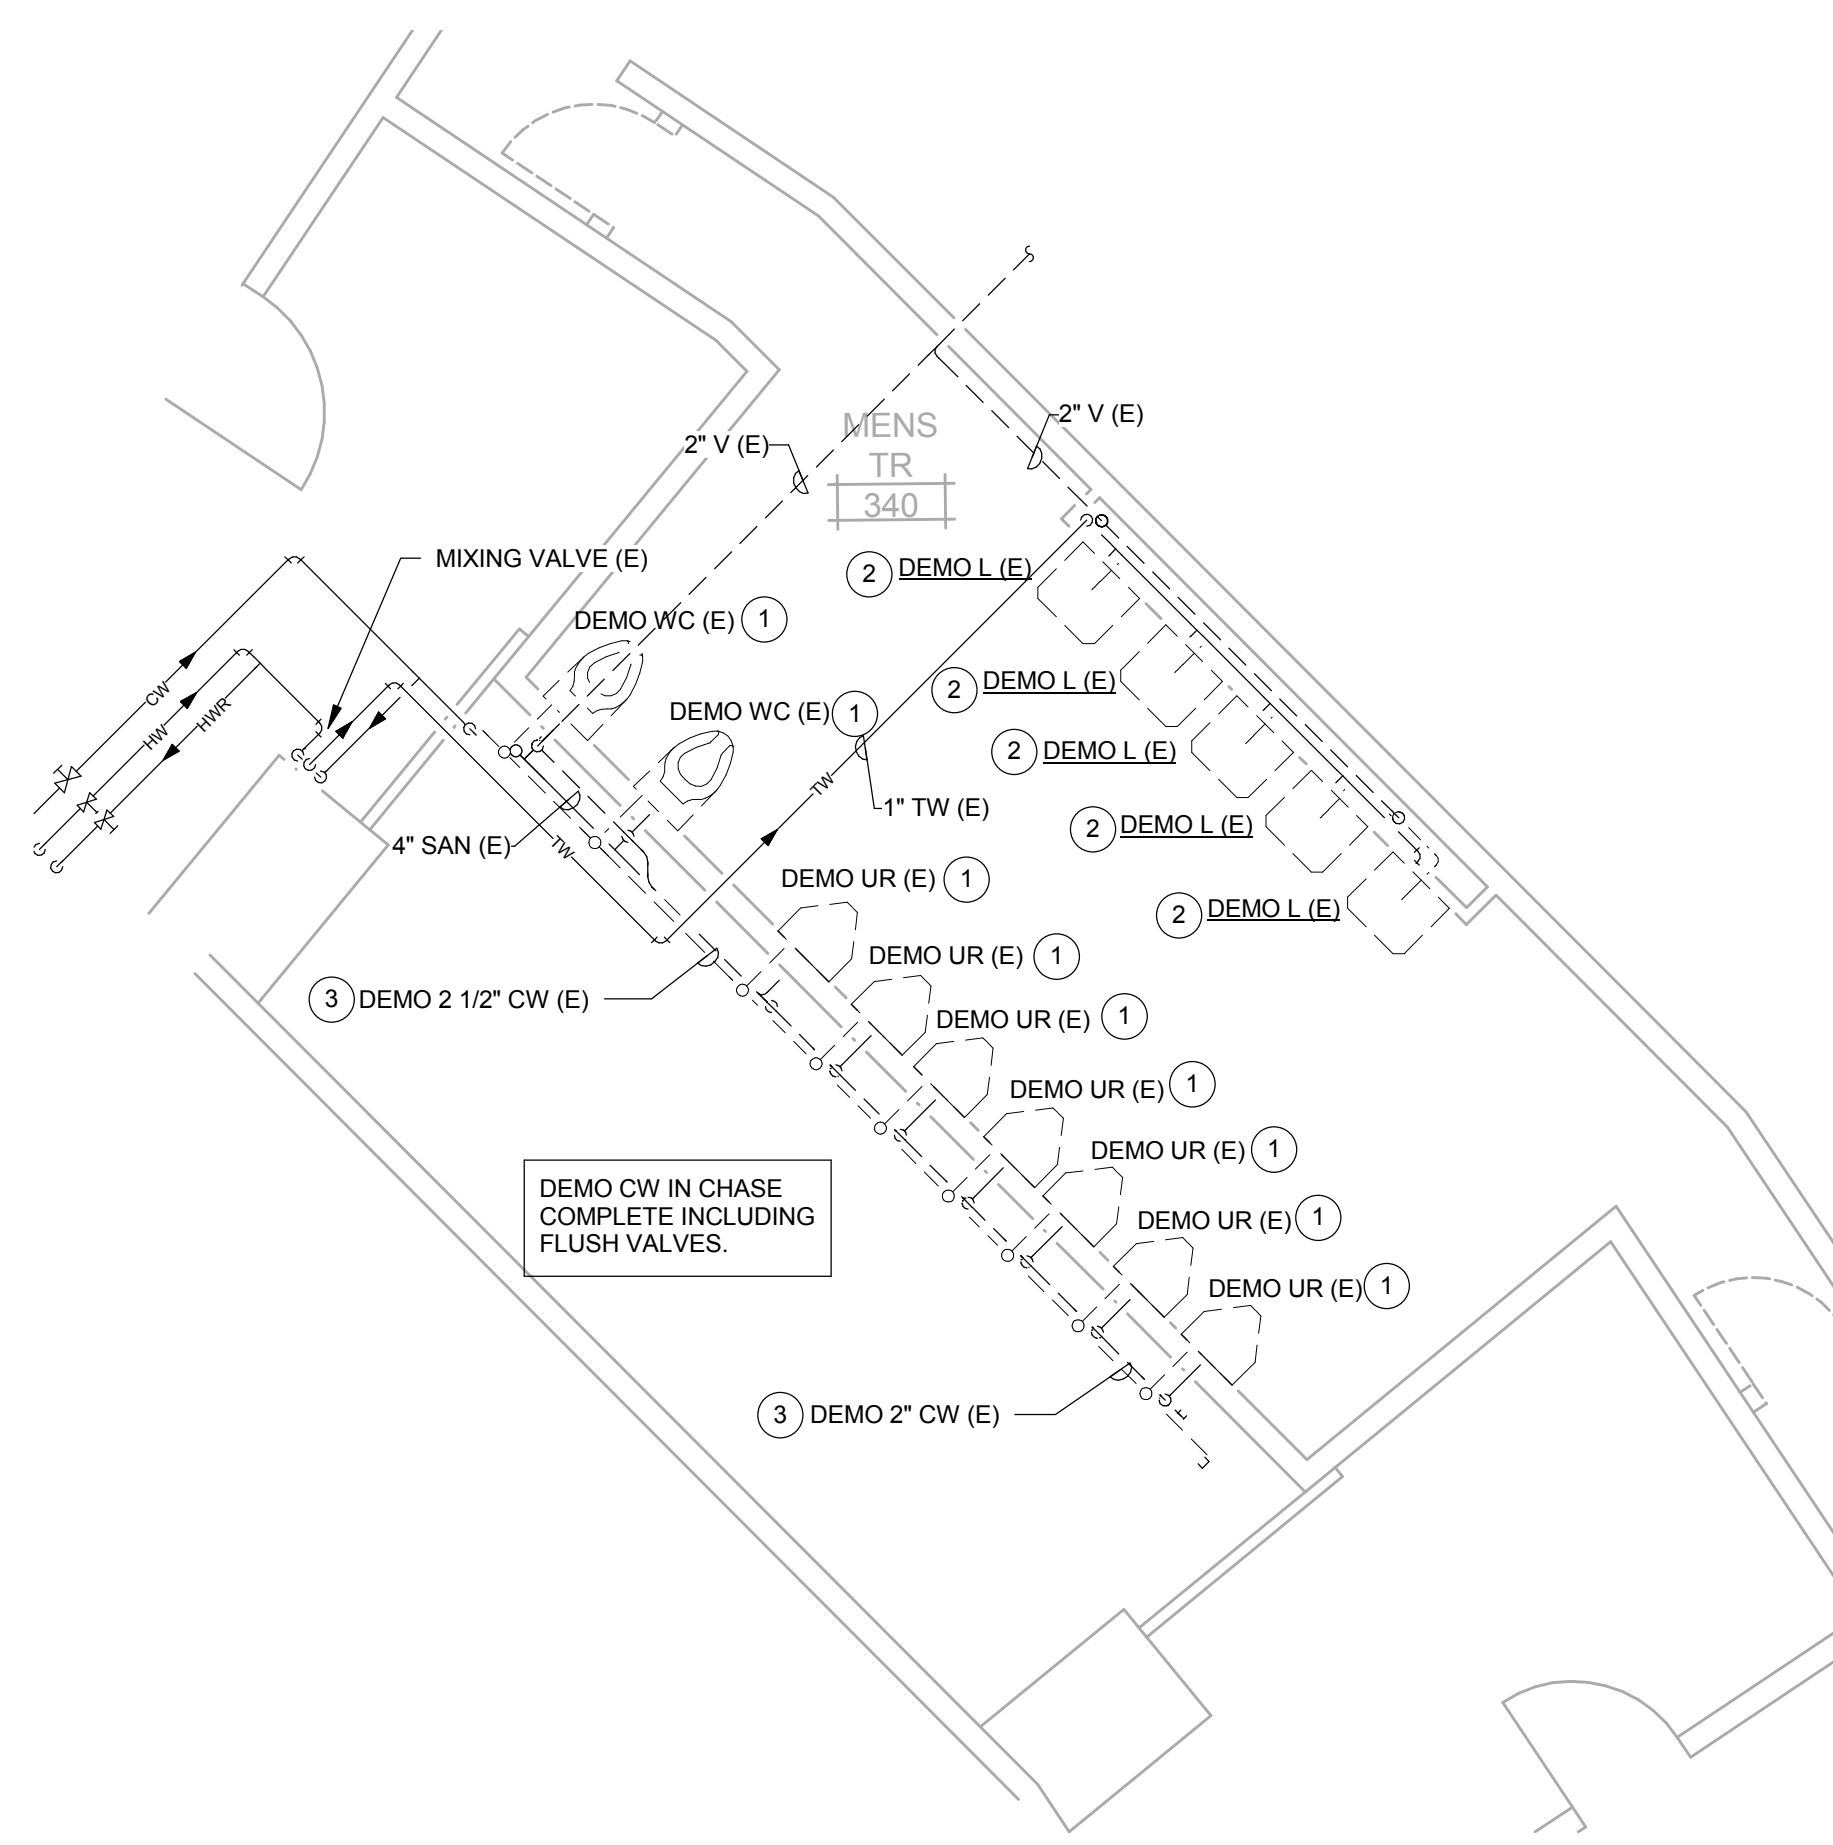 2" V (E)
MENS
TR
340
2" V (E)
MIXING VALVE (E)
2 DEMO L (E)
DEMO WC (E) 1
2 DEMO L (E)
CW
HW
HWR
DEMO WC (E) 1
2 DEMO L (E)
TW
1" TW (E)
2 DEMO L (E)
4" SAN (E)
TW
DEMO UR (E) 1
2 DEMO L (E)
DEMO UR (E) 1
3 DEMO 2 1/2" CW (E)
DEMO UR (E) 1
DEMO UR (E) 1
DEMO UR (E) 1
DEMO CW IN CHASE
COMPLETE INCLUDING
FLUSH VALVES.
DEMO UR (E) 1
DEMO UR (E) 1
3 DEMO 2" CW (E)